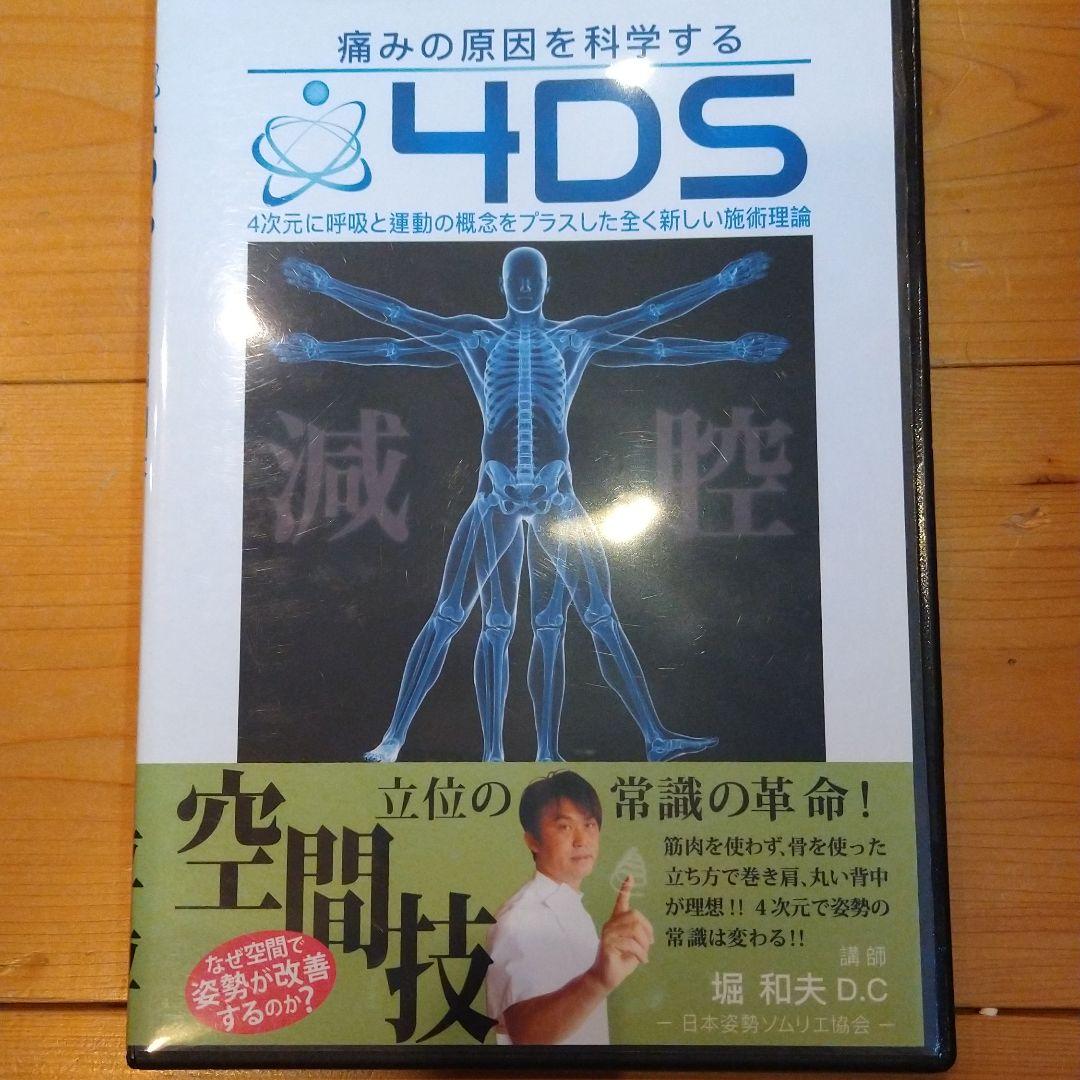 痛みの原因を科学する
4DS
4次元に呼吸と運動の概念をプラスした全く新しい施術理論
減 腔
空間技
立位の常識の革命！
筋肉を使わず、骨を使った
立ち方で巻き肩、丸い背中
が理想!! 4次元で姿勢の
常識は変わる!!
なぜ空間で
姿勢が改善
するのか?
講師
堀 和夫 D.C
― 日本姿勢ソムリエ協会 ―